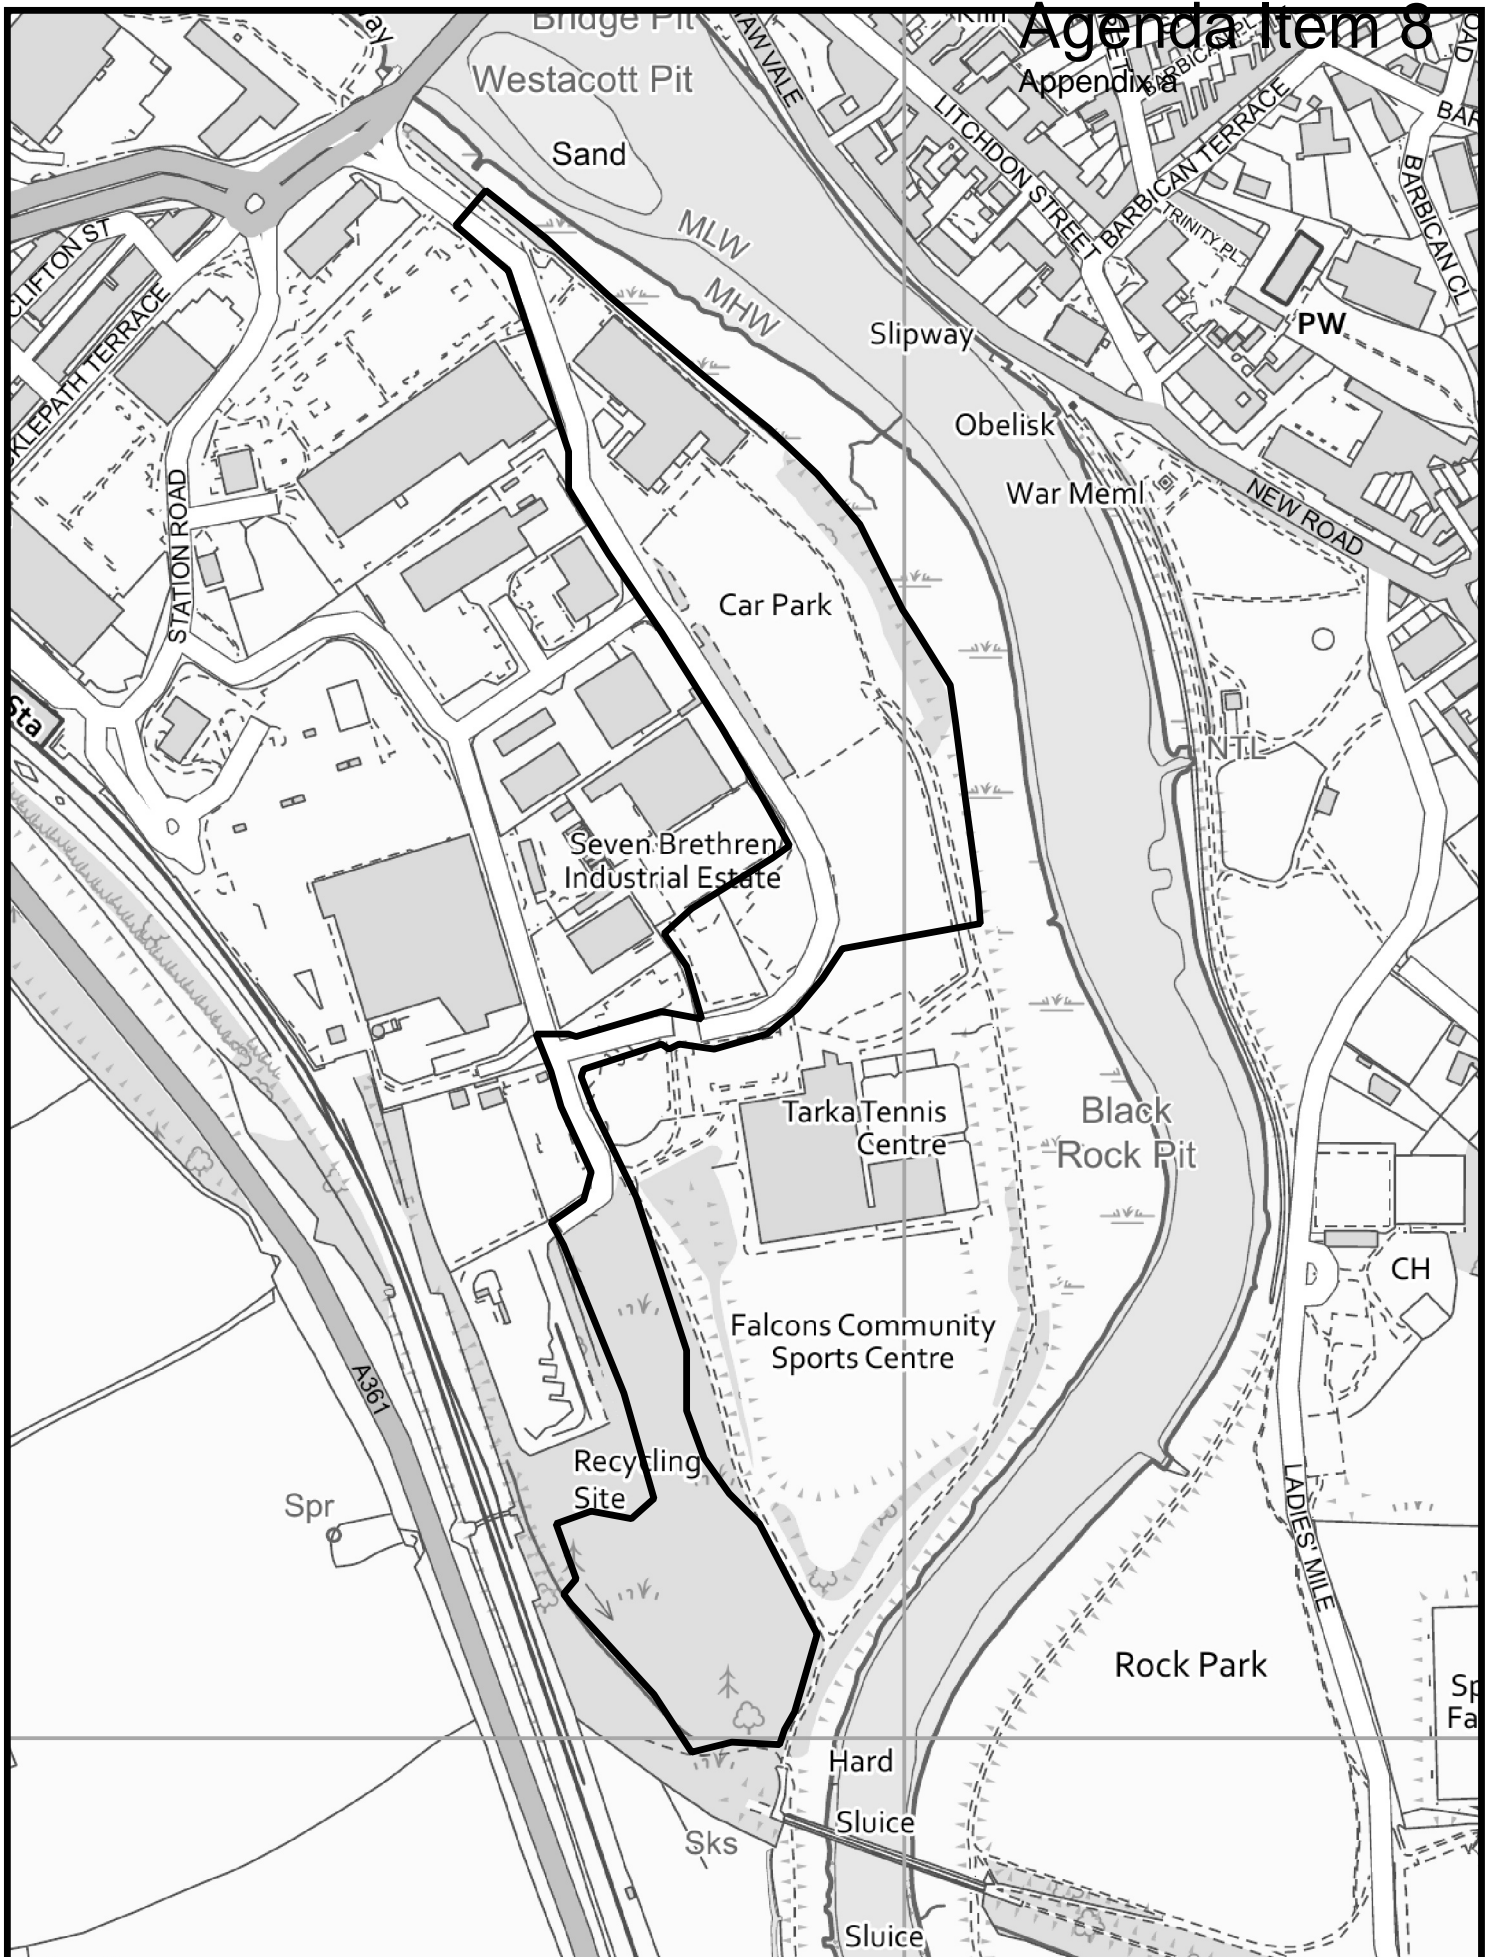 Agenda Item 8
Appendix a
Bridge Pit
Westacott Pit
Sand
TAWVALE
LITCHDON STREET
BARBICAN PL
BARBICAN TERRACE
BARBICAN CL
TRINITY PL
PW
MLW
MHW
Slipway
Obelisk
War Meml
NEW ROAD
CLIFTON ST
STATION ROAD
Sta
Car Park
NTL
Seven Brethren
Industrial Estate
Tarka Tennis
Centre
Black
Rock Pit
CH
Falcons Community
Sports Centre
A361
Recycling
Site
Spr
LADIES' MILE
Rock Park
Hard
Sluice
Sks
Sluice